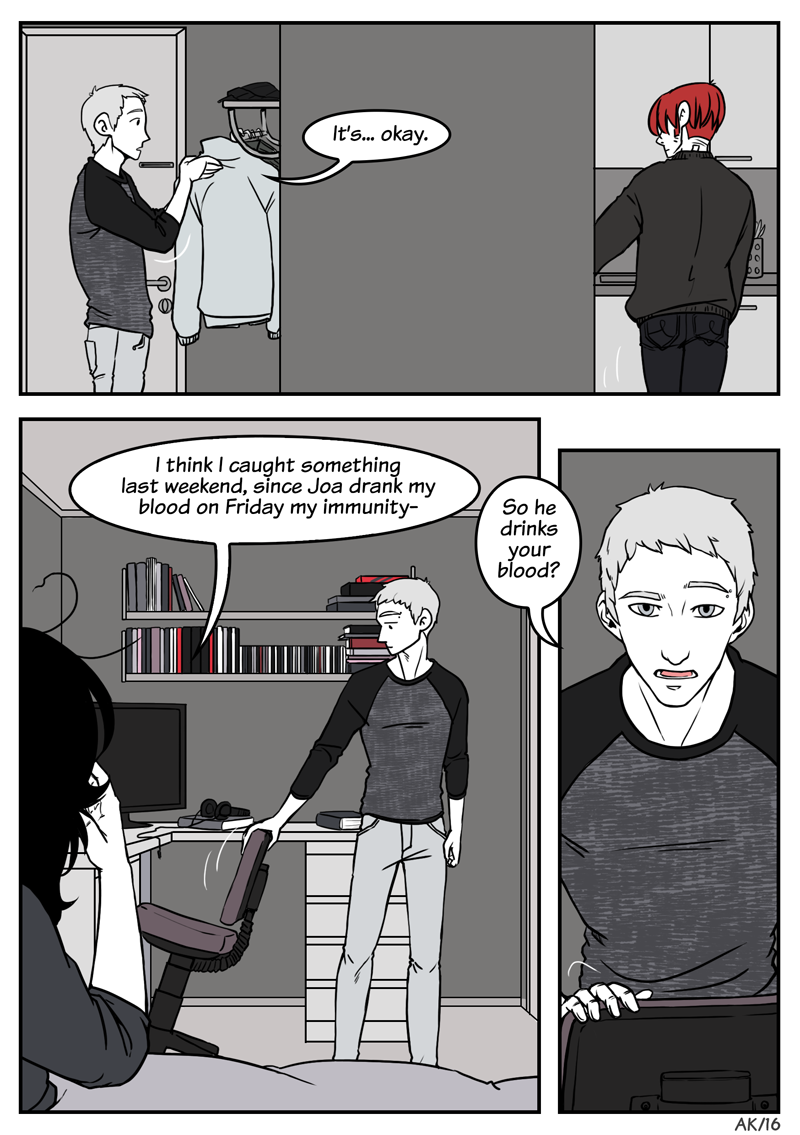 It's... okay.
I think I caught something
last weekend, since Joa drank my
blood on Friday my immunity-
So he
drinks
your
blood?
AK/16